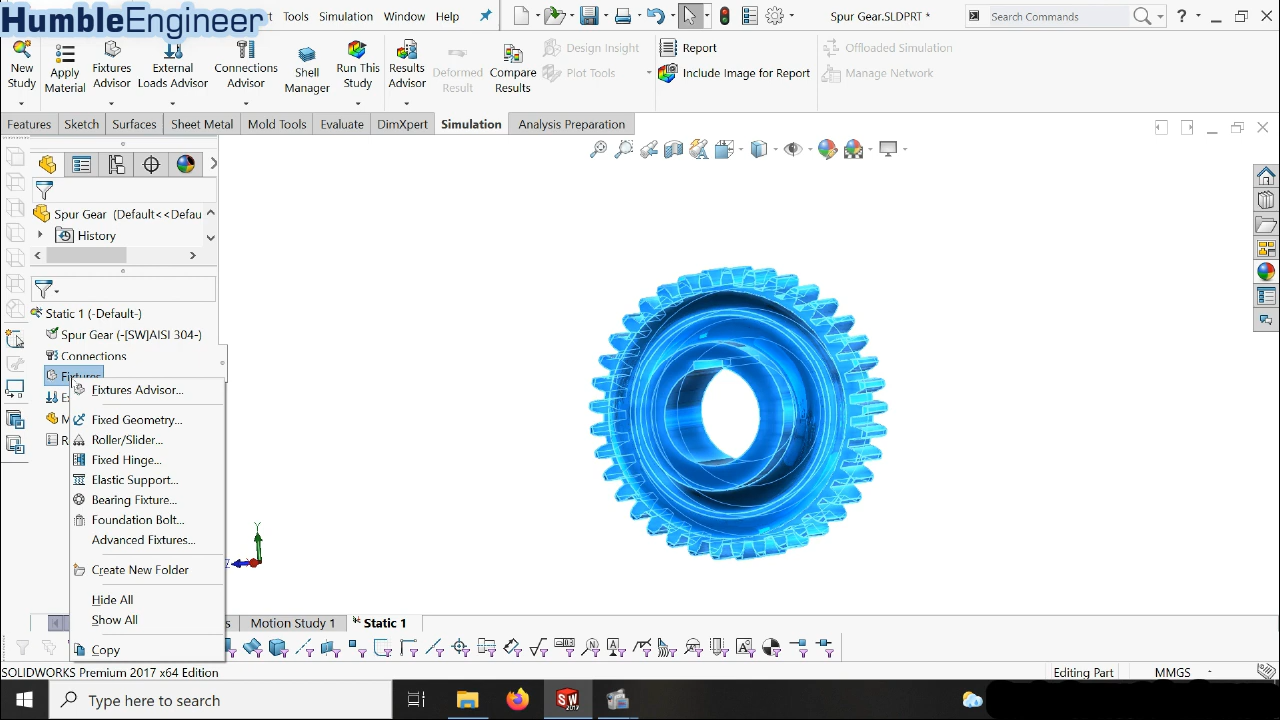 HumbleEngineer
Tools Simulation Window Help Spur Gear.SLDPRT * Search Commands ?
New Study
Apply Material
Fixtures Advisor
External Loads Advisor
Connections Advisor
Shell Manager
Run This Study
Results Advisor
Deformed Result
Compare Results
Design Insight
Plot Tools
Report
Include Image for Report
Offloaded Simulation
Manage Network
Features Sketch Surfaces Sheet Metal Mold Tools Evaluate DimXpert Simulation Analysis Preparation
Spur Gear (Default<<Defau
History
Static 1 (-Default-)
Spur Gear (-[SW]AISI 304-)
Connections
Fixtures
Fixtures Advisor...
Fixed Geometry...
Roller/Slider...
Fixed Hinge...
Elastic Support...
Bearing Fixture...
Foundation Bolt...
Advanced Fixtures...
Create New Folder
Hide All
Show All
Copy
Y
Z
Motion Study 1 Static 1
SOLIDWORKS Premium 2017 x64 Edition Editing Part MMGS
Type here to search